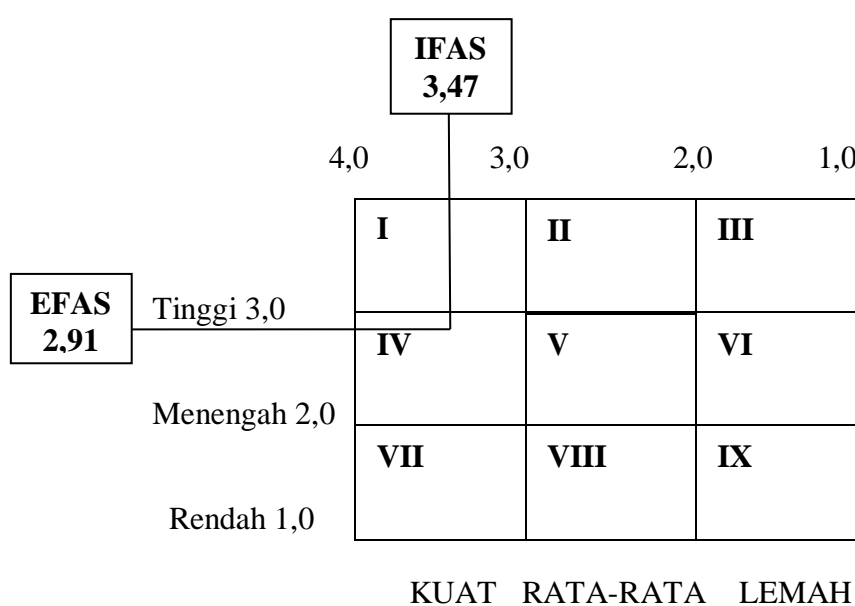 IFAS
3,47
4,0 3,0 2,0 1,0
I II III
EFAS
2,91
Tinggi 3,0
IV V VI
Menengah 2,0
VII VIII IX
Rendah 1,0
KUAT RATA-RATA LEMAH